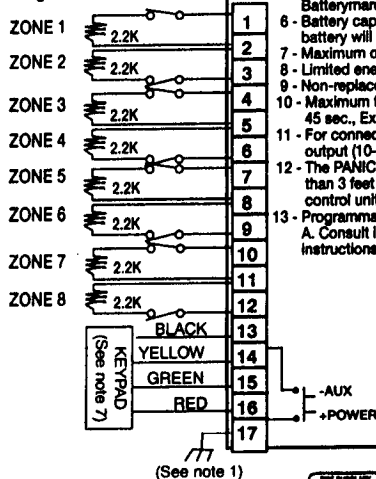 ZONE 1
2.2K
ZONE 2
2.2K
ZONE 3
2.2K
ZONE 4
2.2K
ZONE 5
2.2K
ZONE 6
2.2K
ZONE 7
2.2K
ZONE 8
2.2K
KEYPAD
(See note 7)
BLACK
YELLOW
GREEN
RED
1
2
3
4
5
6
7
8
9
10
11
12
13
14
15
16
17
-AUX
+POWER
(See note 1)
6 - Battery cap
battery will
7 - Maximum o
8 - Limited ene
9 - Non-replace
10 - Maximum
45 sec., Ex
11 - For connec
output (10-
12 - The PANIC
than 3 feet
control unit
13 - Programma
A. Consult i
instructions